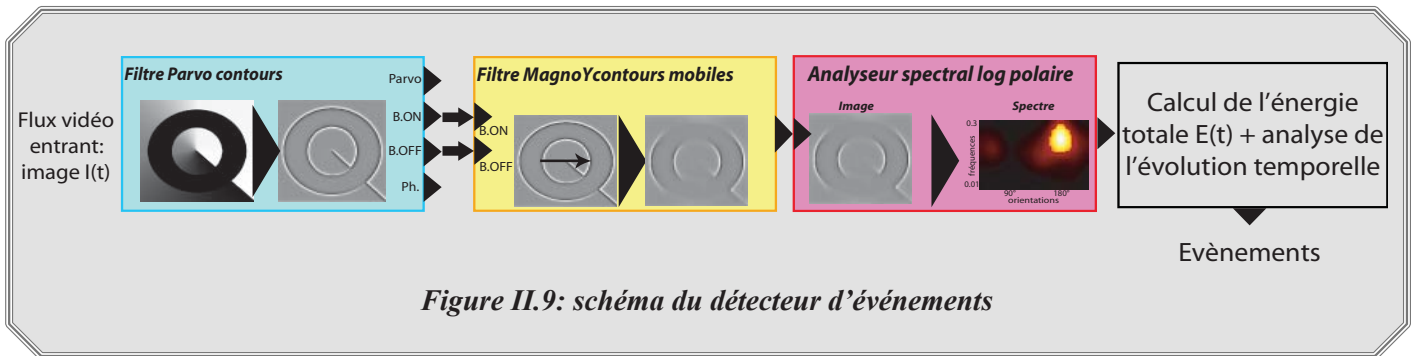 Flux vidéo
entrant:
image I(t)
Filtre Parvo contours
Parvo
B.ON
B.OFF
Ph.
Filtre MagnoYcontours mobiles
B.ON
B.OFF
Analyseur spectral log polaire
Image
Spectre
0.3
fréquences
0.01
90°
180°
orientations
Calcul de l’énergie
totale E(t) + analyse de
l’évolution temporelle
Evènements
Figure II.9: schéma du détecteur d’événements